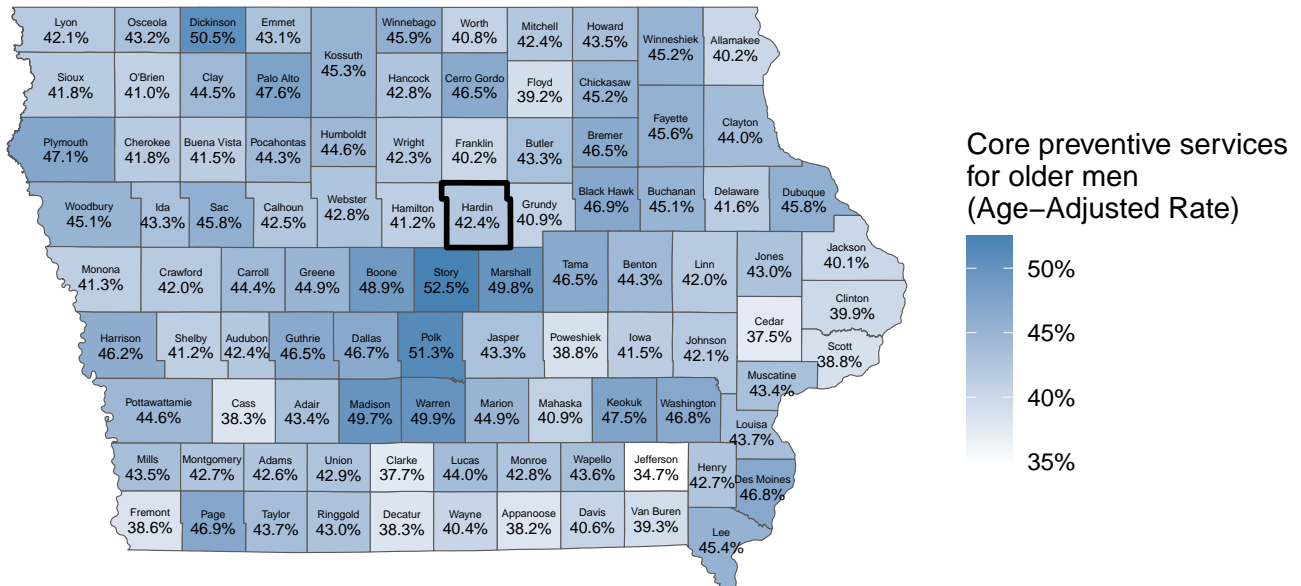 Lyon
42.1%
Osceola
43.2%
Dickinson
50.5%
Emmet
43.1%
Kossuth
45.3%
Winnebago
45.9%
Worth
40.8%
Mitchell
42.4%
Howard
43.5%
Winneshiek
45.2%
Allamakee
40.2%
Sioux
41.8%
O'Brien
41.0%
Clay
44.5%
Palo Alto
47.6%
Hancock
42.8%
Cerro Gordo
46.5%
Floyd
39.2%
Chickasaw
45.2%
Fayette
45.6%
Clayton
44.0%
Plymouth
47.1%
Cherokee
41.8%
Buena Vista
41.5%
Pocahontas
44.3%
Humboldt
44.6%
Wright
42.3%
Franklin
40.2%
Butler
43.3%
Bremer
46.5%
Woodbury
45.1%
Ida
43.3%
Sac
45.8%
Calhoun
42.5%
Webster
42.8%
Hamilton
41.2%
Hardin
42.4%
Grundy
40.9%
Black Hawk
46.9%
Buchanan
45.1%
Delaware
41.6%
Dubuque
45.8%
Monona
41.3%
Crawford
42.0%
Carroll
44.4%
Greene
44.9%
Boone
48.9%
Story
52.5%
Marshall
49.8%
Tama
46.5%
Benton
44.3%
Linn
42.0%
Jones
43.0%
Jackson
40.1%
Clinton
39.9%
Cedar
37.5%
Scott
38.8%
Harrison
46.2%
Shelby
41.2%
Audubon
42.4%
Guthrie
46.5%
Dallas
46.7%
Polk
51.3%
Jasper
43.3%
Poweshiek
38.8%
Iowa
41.5%
Johnson
42.1%
Muscatine
43.4%
Pottawattamie
44.6%
Cass
38.3%
Adair
43.4%
Madison
49.7%
Warren
49.9%
Marion
44.9%
Mahaska
40.9%
Keokuk
47.5%
Washington
46.8%
Louisa
43.7%
Mills
43.5%
Montgomery
42.7%
Adams
42.6%
Union
42.9%
Clarke
37.7%
Lucas
44.0%
Monroe
42.8%
Wapello
43.6%
Jefferson
34.7%
Henry
42.7%
Des Moines
46.8%
Fremont
38.6%
Page
46.9%
Taylor
43.7%
Ringgold
43.0%
Decatur
38.3%
Wayne
40.4%
Appanoose
38.2%
Davis
40.6%
Van Buren
39.3%
Lee
45.4%
Core preventive services
for older men
(Age−Adjusted Rate)
50%
45%
40%
35%